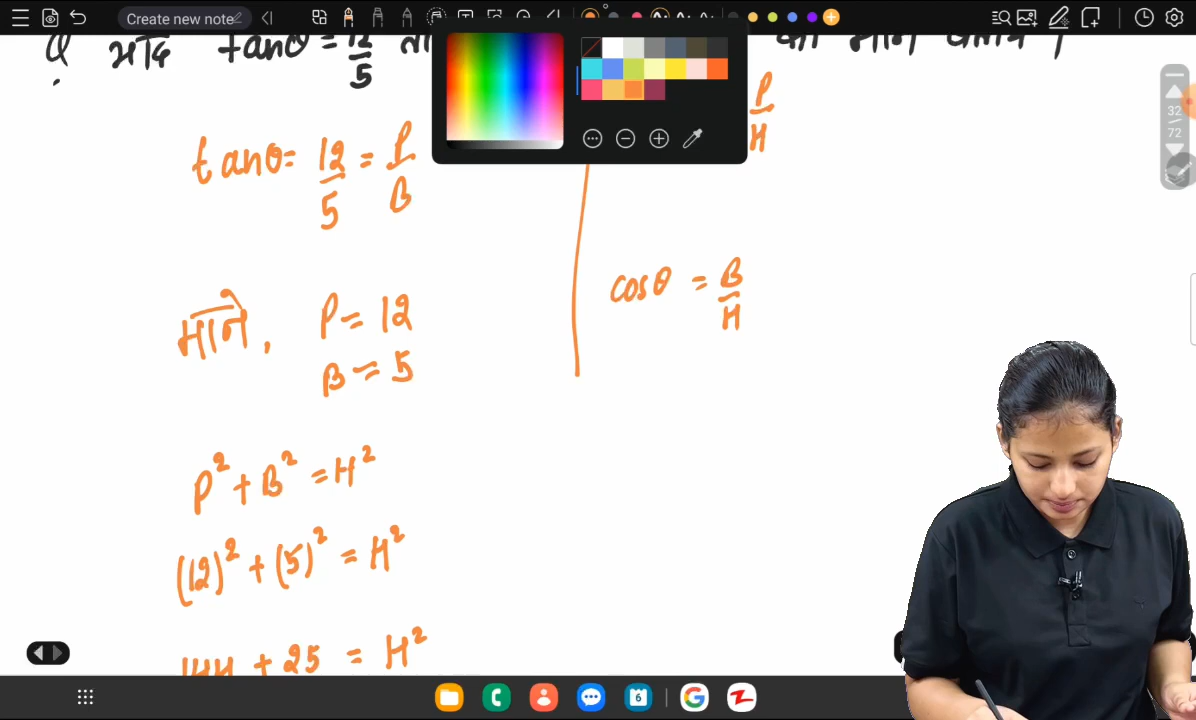 Create new note
Q. यदि tanθ = 12/5 का मान
tanθ = 12/5 = P/B
P/H
cosθ = B/H
माने, P = 12
B = 5
P² + B² = H²
(12)² + (5)² = H²
144 + 25 = H²
32
72
6